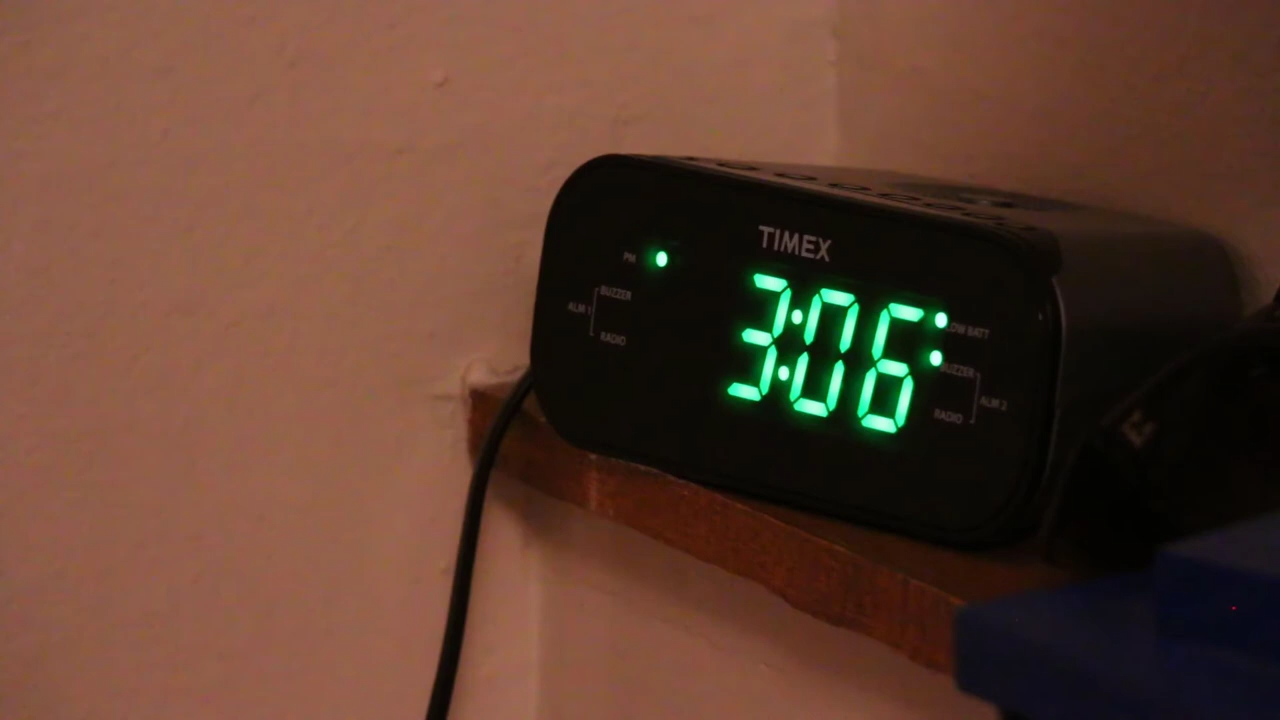 TIMEX
PM
BUZZER
ALM 1
RADIO
3:06
LOW BATT
BUZZER
ALM 2
RADIO